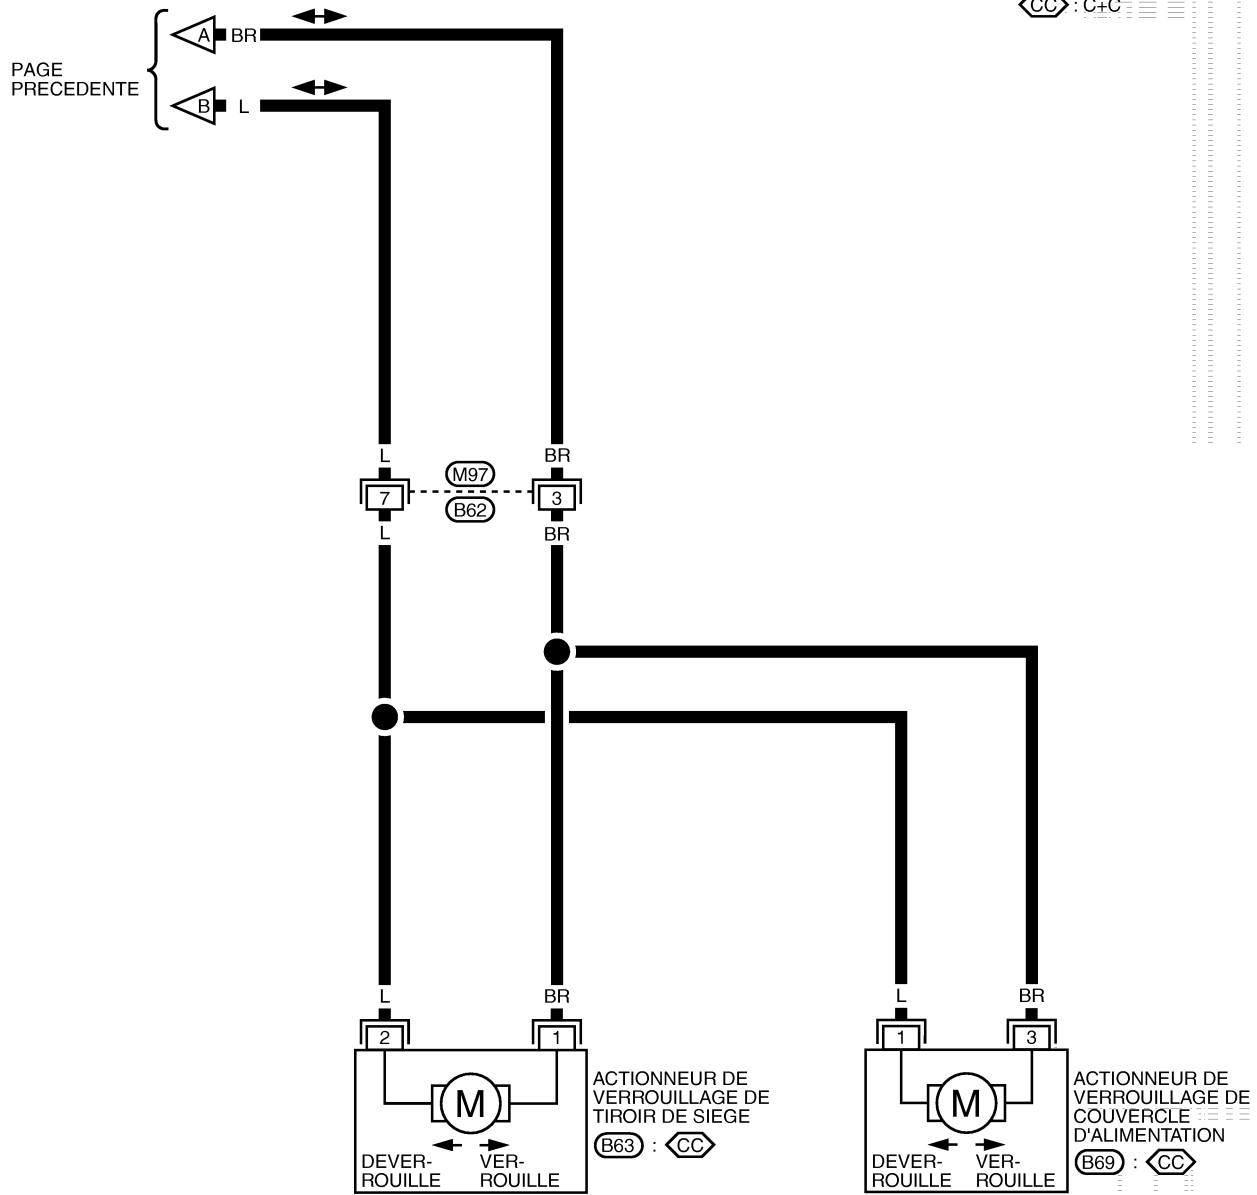 CC : C+C
A BR
PAGE
PRECEDENTE
B L
L BR
M97
7 3
B62
L BR
L BR L BR
2 1 1 3
M
DEVER-
ROUILLE
VER-
ROUILLE
ACTIONNEUR DE
VERROUILLAGE DE
TIROIR DE SIEGE
B63 : CC
M
DEVER-
ROUILLE
VER-
ROUILLE
ACTIONNEUR DE
VERROUILLAGE DE
COUVERCLE
D'ALIMENTATION
B69 : CC